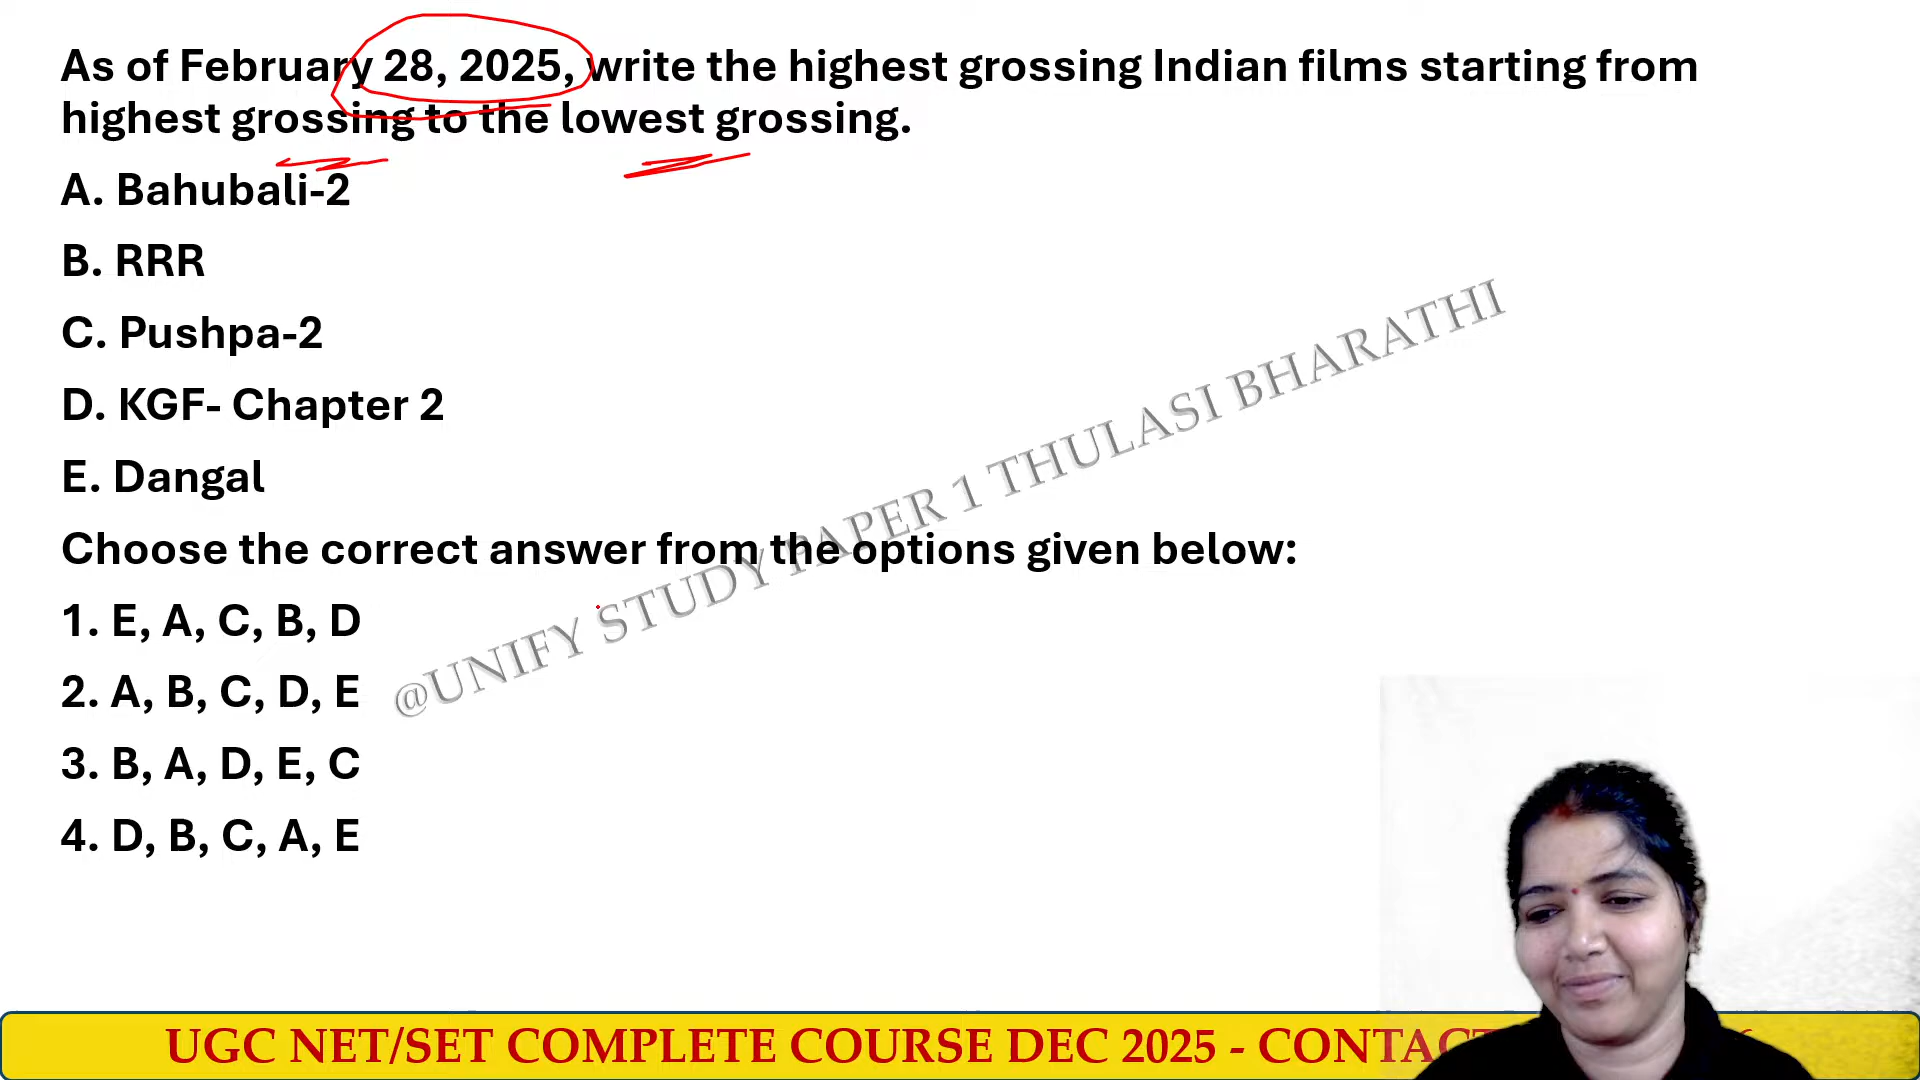 As of February 28, 2025, write the highest grossing Indian films starting from
highest grossing to the lowest grossing.
A. Bahubali-2
B. RRR
C. Pushpa-2
D. KGF- Chapter 2
E. Dangal
Choose the correct answer from the options given below:
1. E, A, C, B, D
2. A, B, C, D, E
3. B, A, D, E, C
4. D, B, C, A, E
@UNIFY STUDY PAPER 1 THULASI BHARATHI
UGC NET/SET COMPLETE COURSE DEC 2025 -